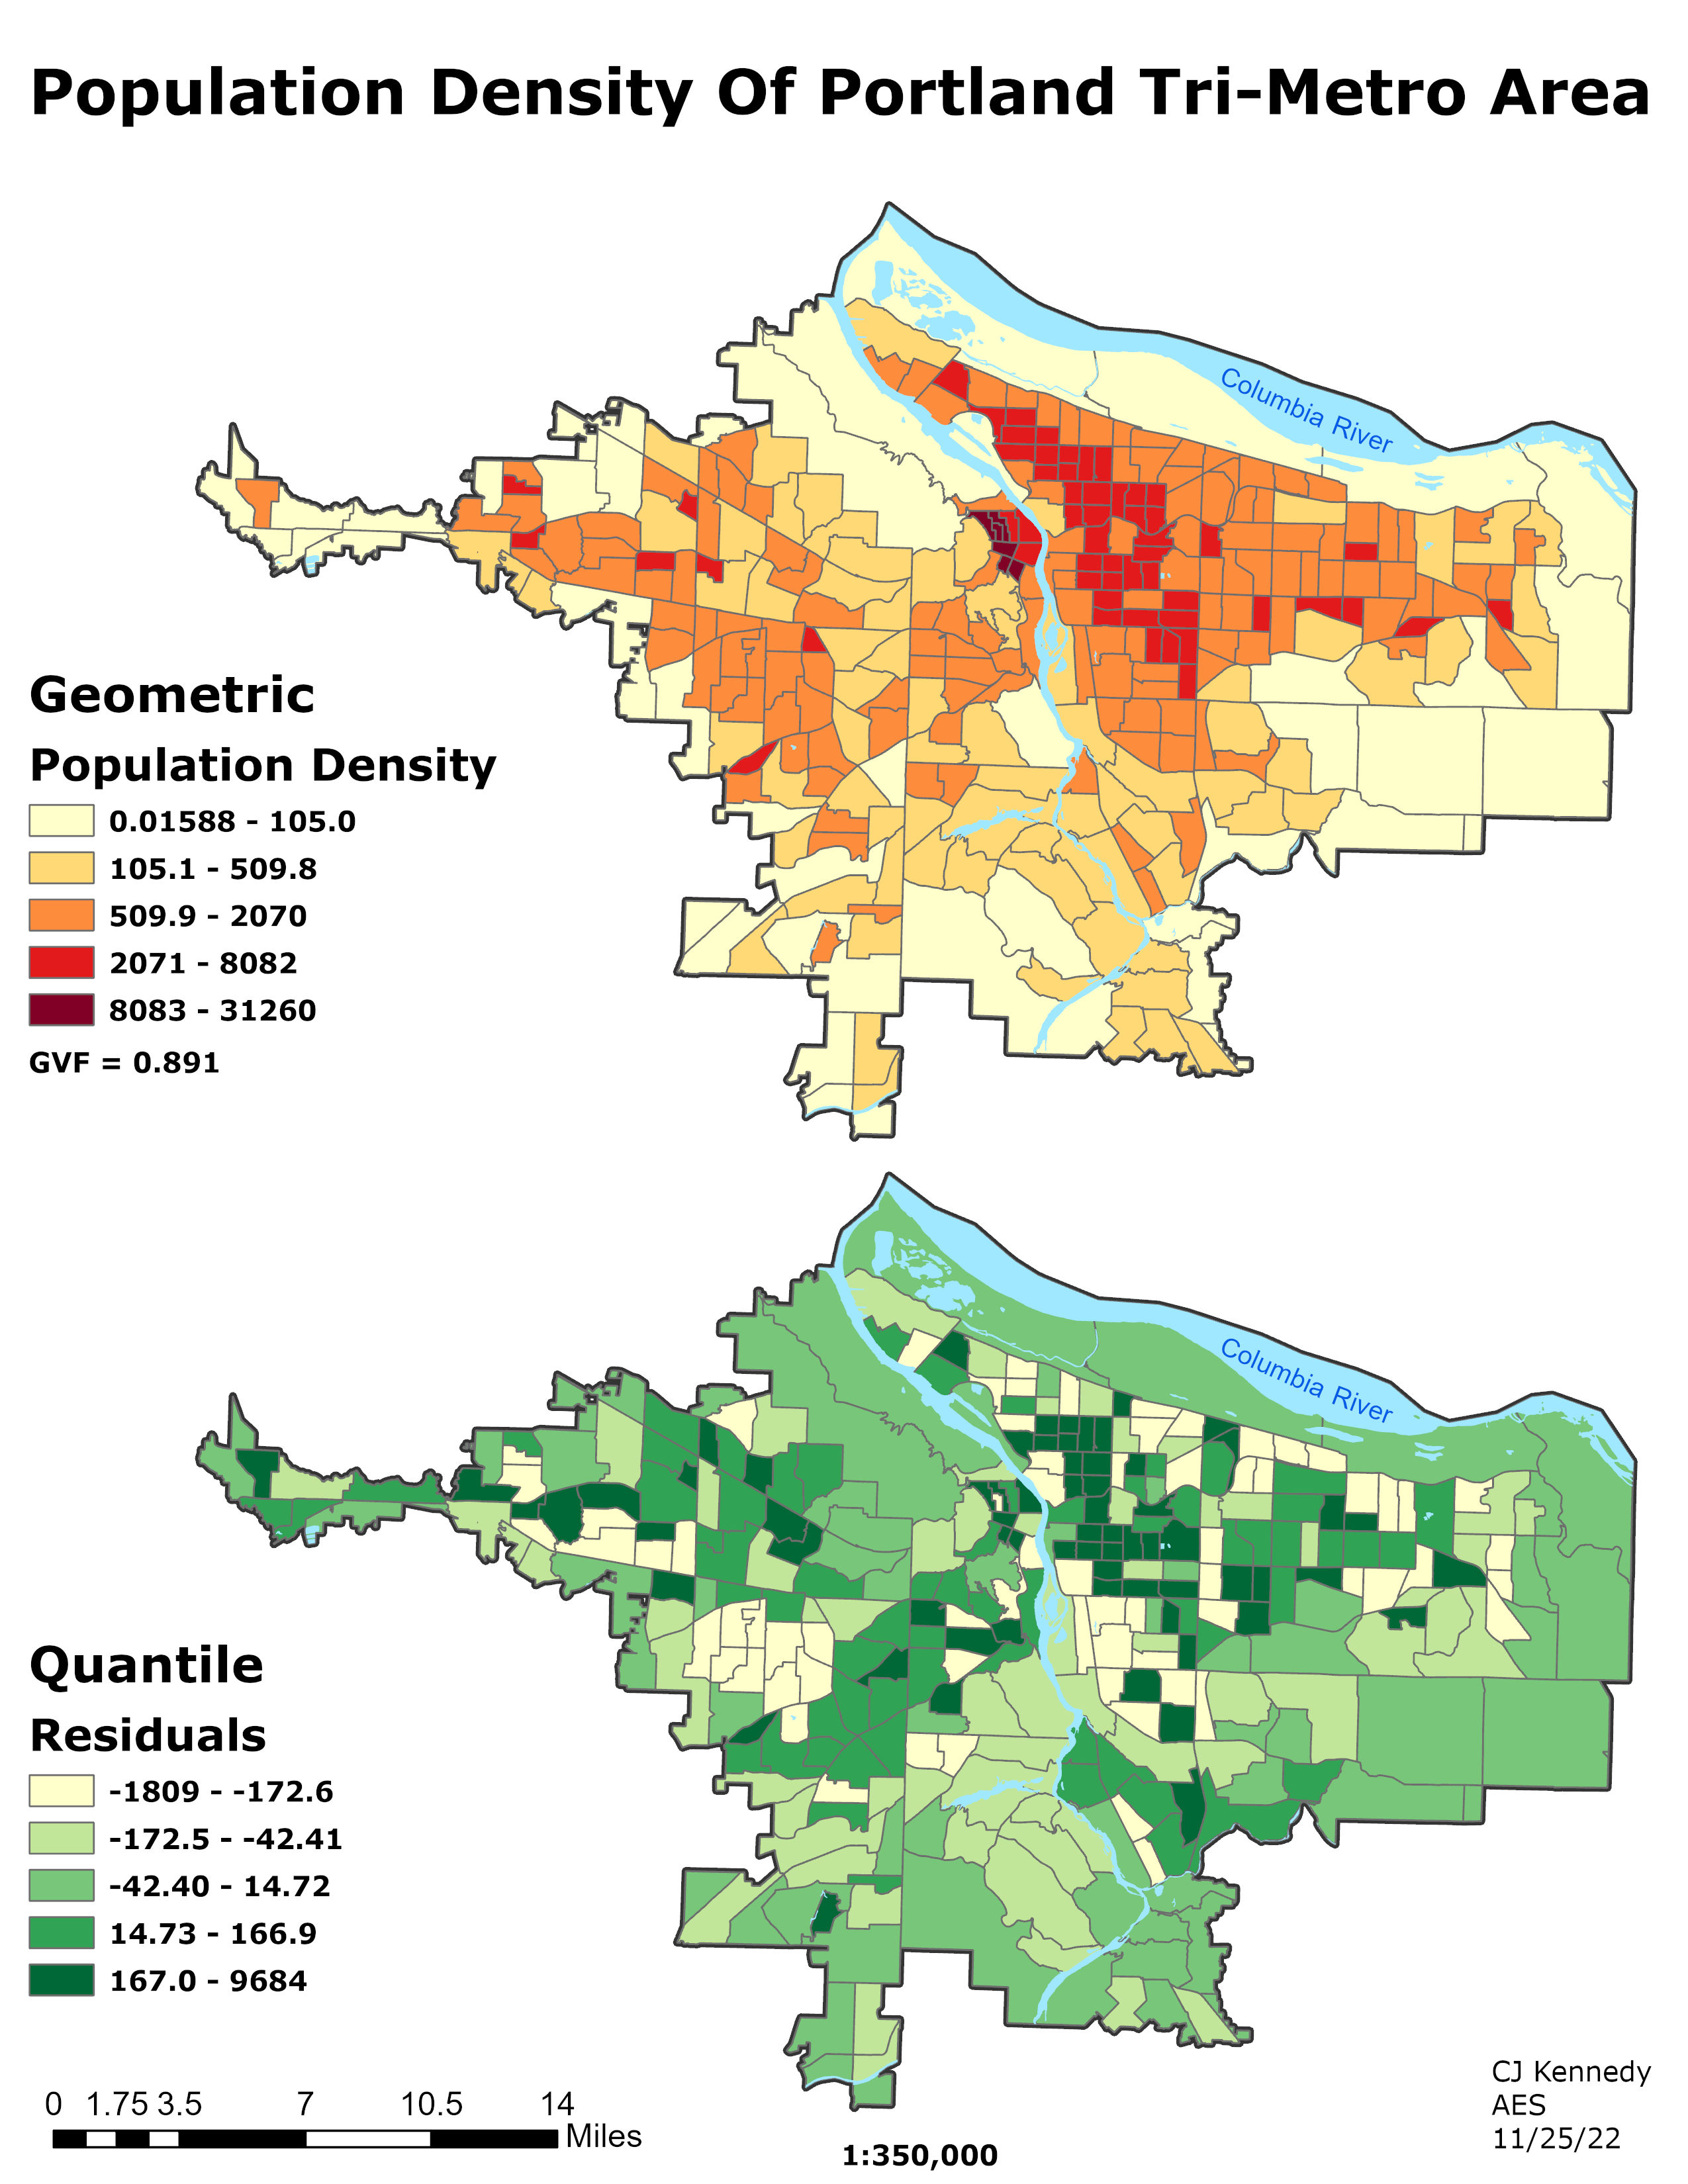 Population Density Of Portland Tri-Metro Area
Columbia River
Geometric
Population Density
0.01588 - 105.0
105.1 - 509.8
509.9 - 2070
2071 - 8082
8083 - 31260
GVF = 0.891
Columbia River
Quantile
Residuals
-1809 - -172.6
-172.5 - -42.41
-42.40 - 14.72
14.73 - 166.9
167.0 - 9684
0 1.75 3.5 7 10.5 14
Miles
1:350,000
CJ Kennedy
AES
11/25/22